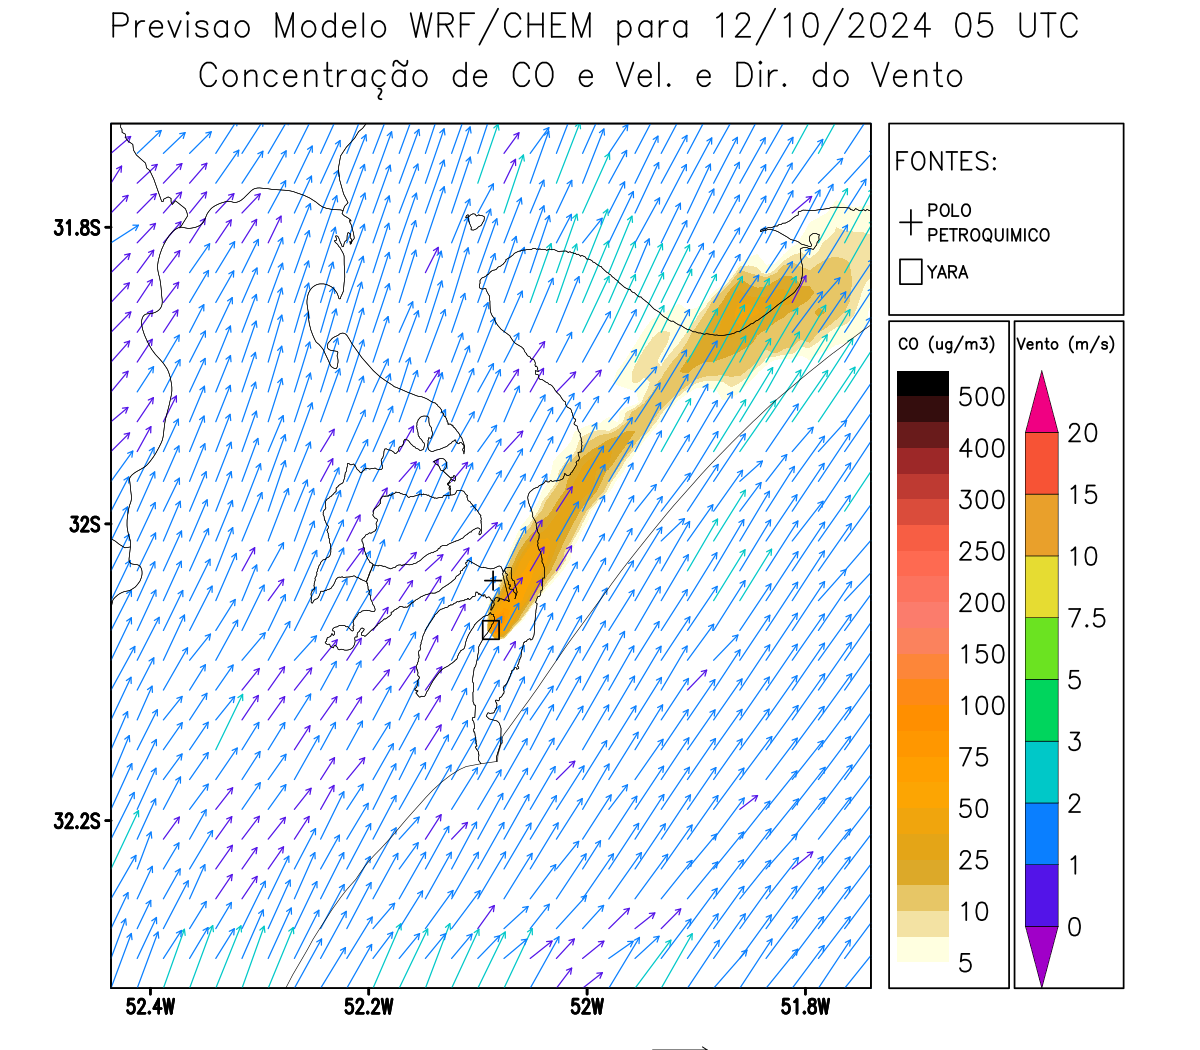 Previsao Modelo WRF/CHEM para 12/10/2024 05 UTC
Concentração de CO e Vel. e Dir. do Vento
FONTES:
POLO
PETROQUIMICO
YARA
CO (ug/m3)
500
400
300
250
200
150
100
75
50
25
10
5
Vento (m/s)
20
15
10
7.5
5
3
2
1
0
31.8S
32S
32.2S
52.4W
52.2W
52W
51.8W